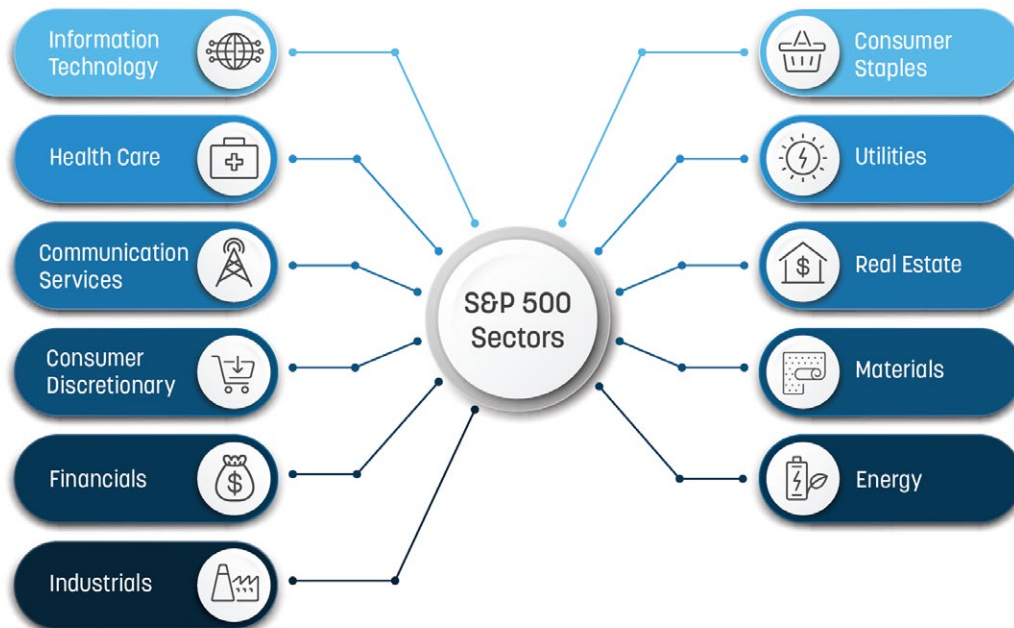 Information
Technology
Health Care
Communication
Services
Consumer
Discretionary
Financials
Industrials
S&P 500
Sectors
Consumer
Staples
Utilities
Real Estate
Materials
Energy